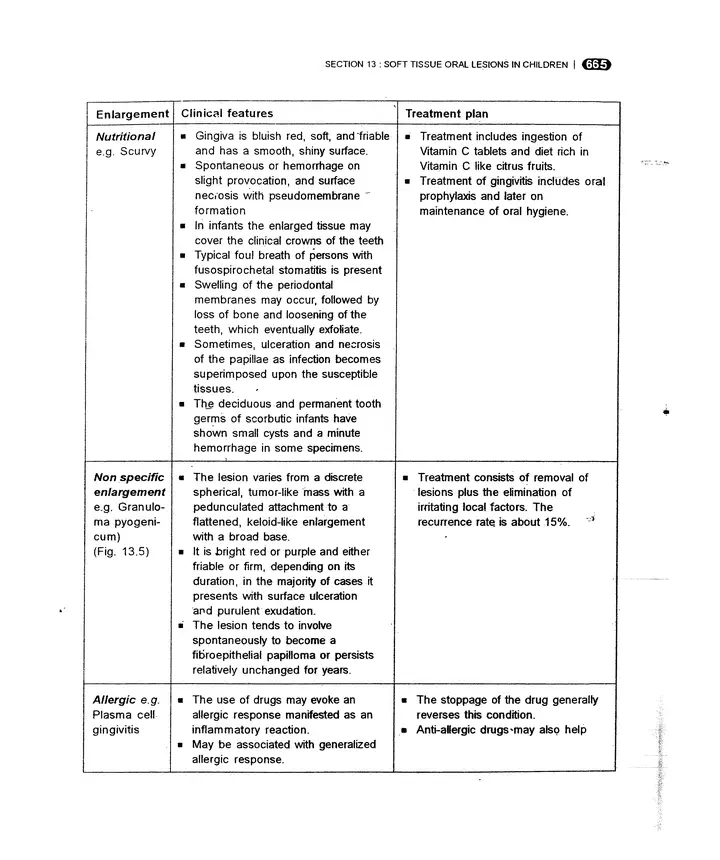 SECTION 13 : SOFT TISSUE ORAL LESIONS IN CHILDREN | 665
Enlargement
Clinical features
Treatment plan
Nutritional
e.g. Scurvy
▪ Gingiva is bluish red, soft, and friable
and has a smooth, shiny surface.
▪ Spontaneous or hemorrhage on
slight provocation, and surface
necrosis with pseudomembrane
formation
▪ In infants the enlarged tissue may
cover the clinical crowns of the teeth
▪ Typical foul breath of persons with
fusospirochetal stomatitis is present
▪ Swelling of the periodontal
membranes may occur, followed by
loss of bone and loosening of the
teeth, which eventually exfoliate.
▪ Sometimes, ulceration and necrosis
of the papillae as infection becomes
superimposed upon the susceptible
tissues.
▪ The deciduous and permanent tooth
germs of scorbutic infants have
shown small cysts and a minute
hemorrhage in some specimens.
▪ Treatment includes ingestion of
Vitamin C tablets and diet rich in
Vitamin C like citrus fruits.
▪ Treatment of gingivitis includes oral
prophylaxis and later on
maintenance of oral hygiene.
Non specific
enlargement
e.g. Granulo-
ma pyogeni-
cum)
(Fig. 13.5)
▪ The lesion varies from a discrete
spherical, tumor-like mass with a
pedunculated attachment to a
flattened, keloid-like enlargement
with a broad base.
▪ It is bright red or purple and either
friable or firm, depending on its
duration, in the majority of cases it
presents with surface ulceration
and purulent exudation.
▪ The lesion tends to involve
spontaneously to become a
fibroepithelial papilloma or persists
relatively unchanged for years.
▪ Treatment consists of removal of
lesions plus the elimination of
irritating local factors. The
recurrence rate is about 15%.
Allergic e.g.
Plasma cell
gingivitis
▪ The use of drugs may evoke an
allergic response manifested as an
inflammatory reaction.
▪ May be associated with generalized
allergic response.
▪ The stoppage of the drug generally
reverses this condition.
▪ Anti-allergic drugs may also help